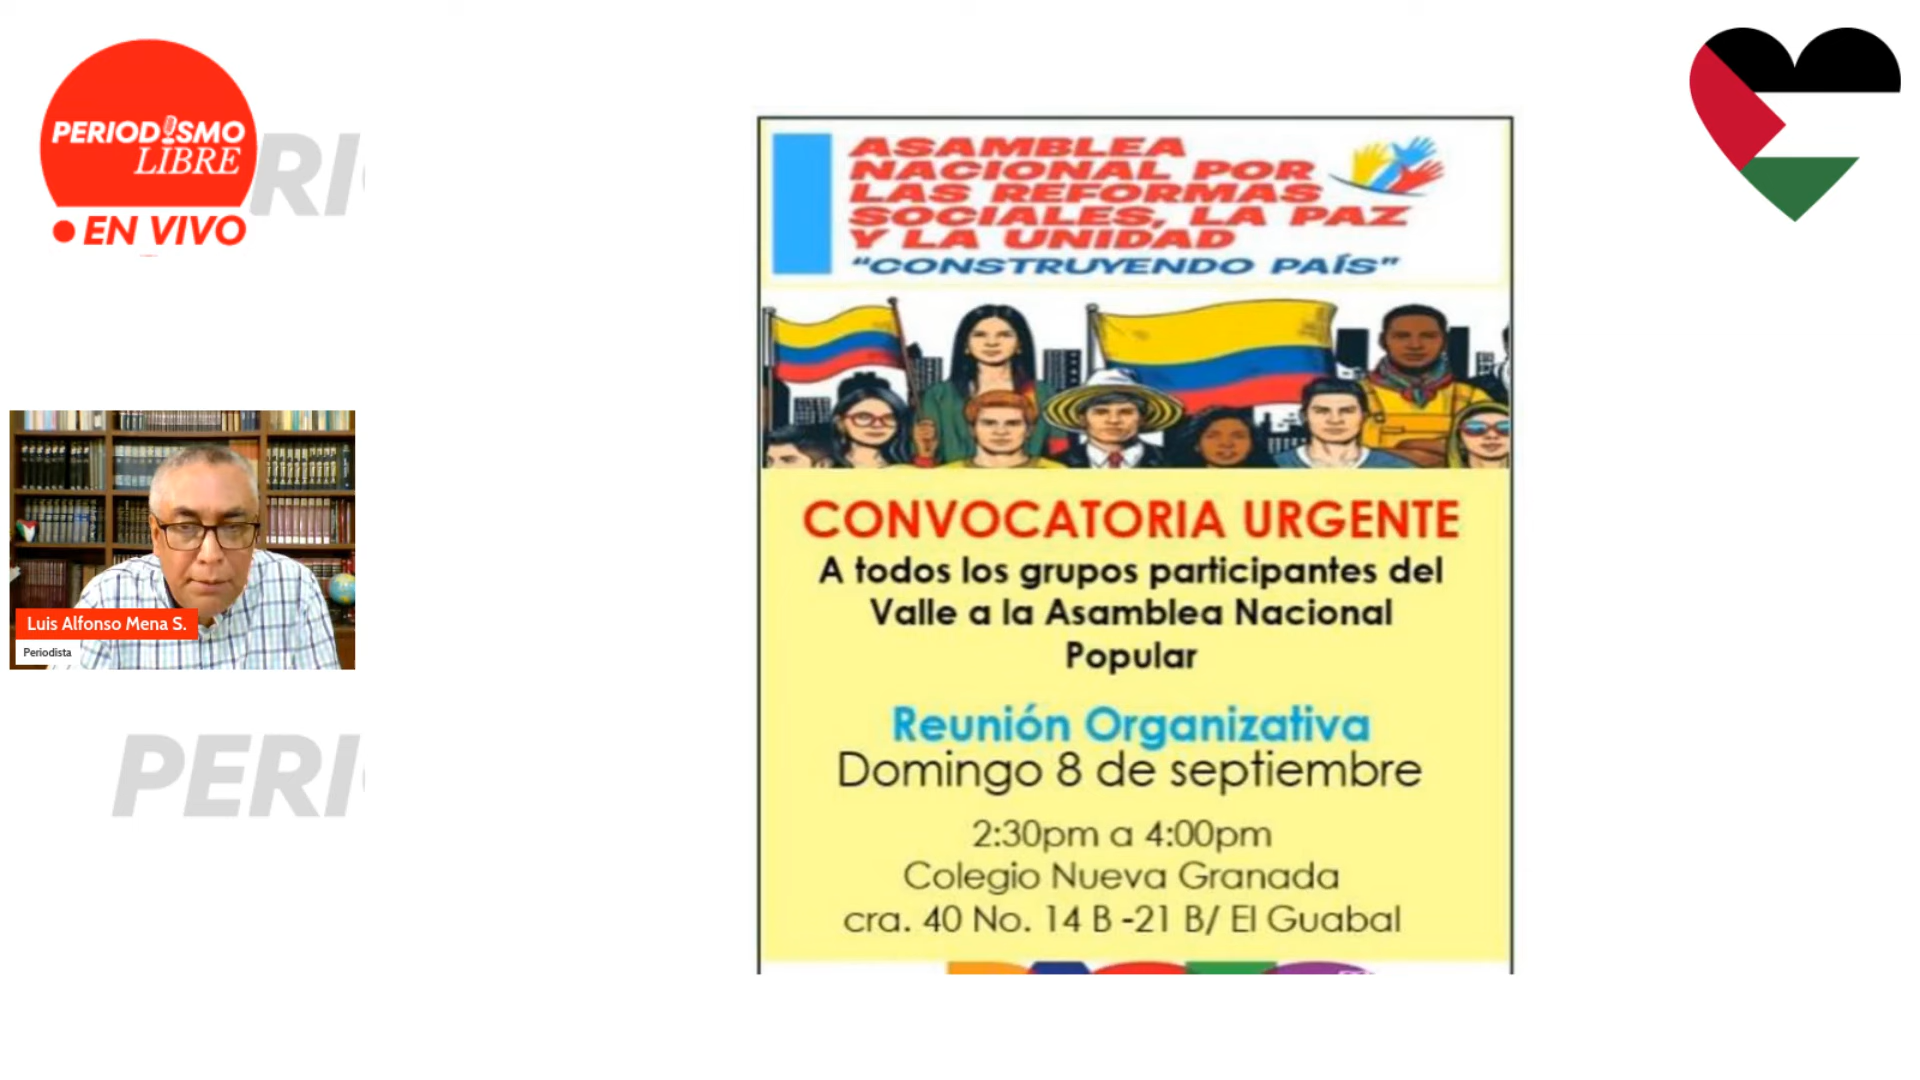 PERIODISMO
LIBRE
EN VIVO
RI
Luis Alfonso Mena S.
Periodista
PERI
ASAMBLEA
NACIONAL POR
LAS REFORMAS
SOCIALES, LA PAZ
Y LA UNIDAD
"CONSTRUYENDO PAÍS"
CONVOCATORIA URGENTE
A todos los grupos participantes del
Valle a la Asamblea Nacional
Popular
Reunión Organizativa
Domingo 8 de septiembre
2:30pm a 4:00pm
Colegio Nueva Granada
cra. 40 No. 14 B -21 B/ El Guabal